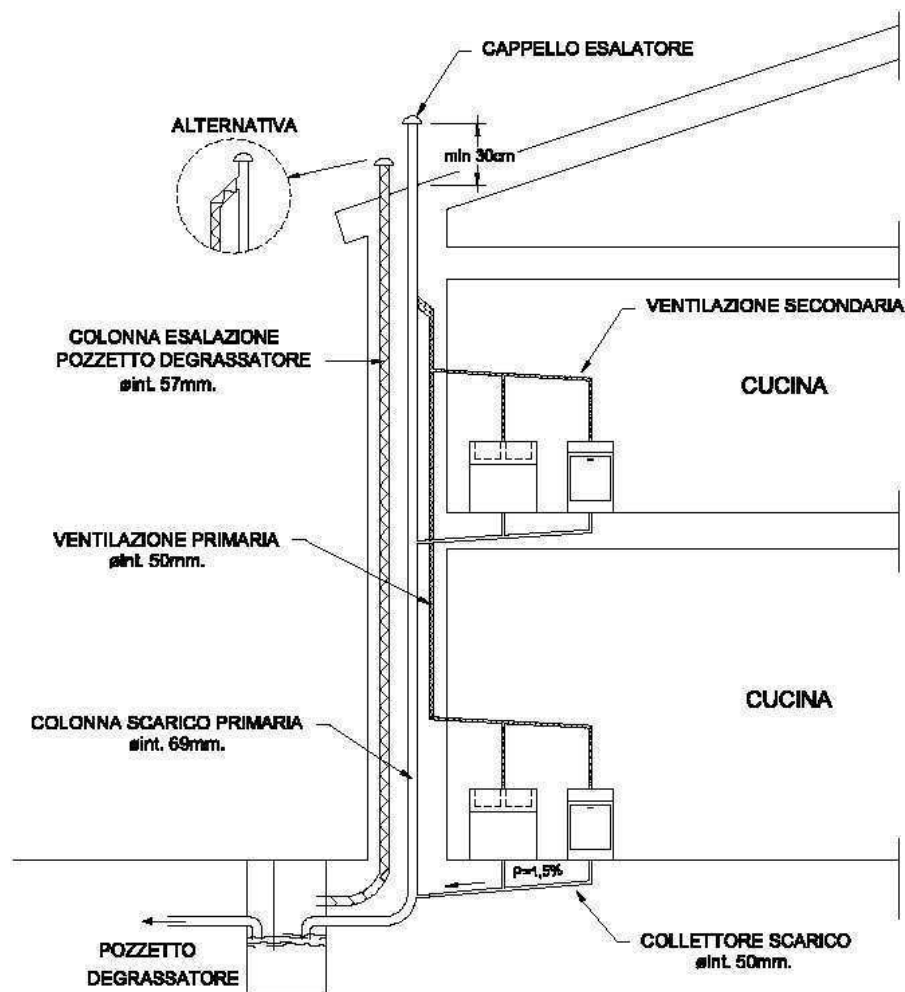 CAPPELLO ESALATORE
ALTERNATIVA
min 30cm
VENTILAZIONE SECONDARIA
COLONNA ESALAZIONE
POZZETTO DEGRASSATORE
øint. 57mm.
CUCINA
VENTILAZIONE PRIMARIA
øint. 50mm.
CUCINA
COLONNA SCARICO PRIMARIA
øint. 69mm.
P=1,5%
COLLETTORE SCARICO
øint. 50mm.
POZZETTO
DEGRASSATORE